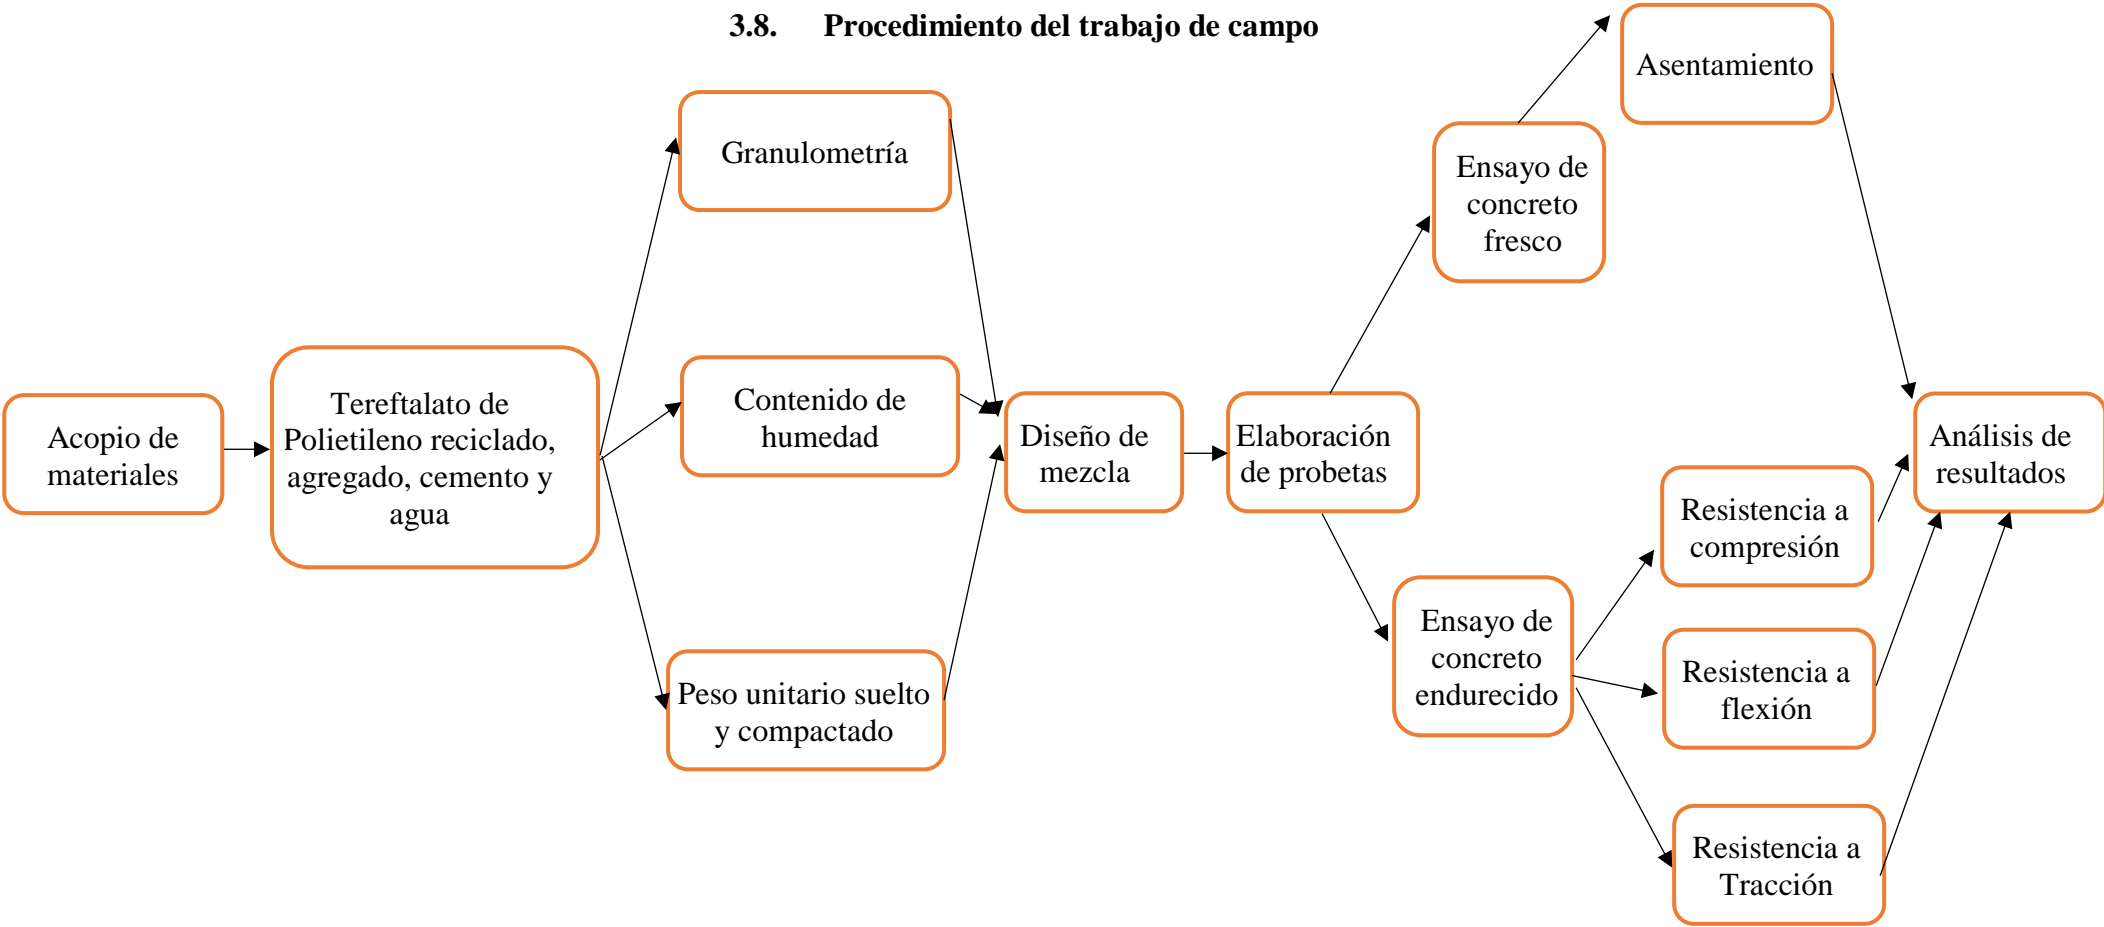 3.8. Procedimiento del trabajo de campo
Acopio de
materiales
Tereftalato de
Polietileno reciclado,
agregado, cemento y
agua
Granulometría
Contenido de
humedad
Peso unitario suelto
y compactado
Diseño de
mezcla
Elaboración
de probetas
Ensayo de
concreto
fresco
Asentamiento
Ensayo de
concreto
endurecido
Resistencia a
compresión
Resistencia a
flexión
Resistencia a
Tracción
Análisis de
resultados